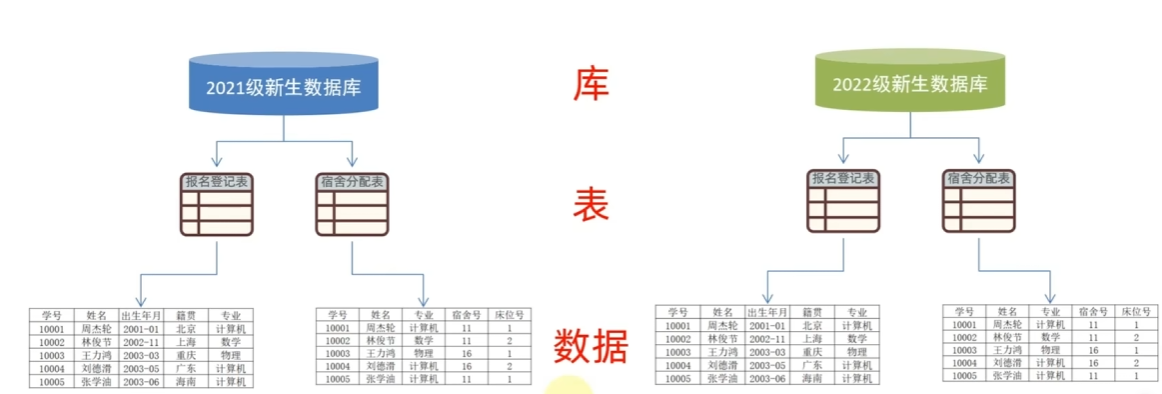 2021级新生数据库
报名登记表
宿舍分配表
学号 姓名 出生年月 籍贯 专业
10001 周杰轮 2001-01 北京 计算机
10002 林俊节 2002-11 上海 数学
10003 王力鸿 2003-03 重庆 物理
10004 刘德滑 2003-05 广东 计算机
10005 张学油 2003-06 海南 计算机
学号 姓名 专业 宿舍号 床位号
10001 周杰轮 计算机 11 1
10002 林俊节 数学 11 2
10003 王力鸿 物理 16 1
10004 刘德滑 计算机 16 2
10005 张学油 计算机 11 1
库
表
数据
2022级新生数据库
报名登记表
宿舍分配表
学号 姓名 出生年月 籍贯 专业
10001 周杰轮 2001-01 北京 计算机
10002 林俊节 2002-11 上海 数学
10003 王力鸿 2003-03 重庆 物理
10004 刘德滑 2003-05 广东 计算机
10005 张学油 2003-06 海南 计算机
学号 姓名 专业 宿舍号 床位号
10001 周杰轮 计算机 11 1
10002 林俊节 数学 11 2
10003 王力鸿 物理 16 1
10004 刘德滑 计算机 16 2
10005 张学油 计算机 11 1